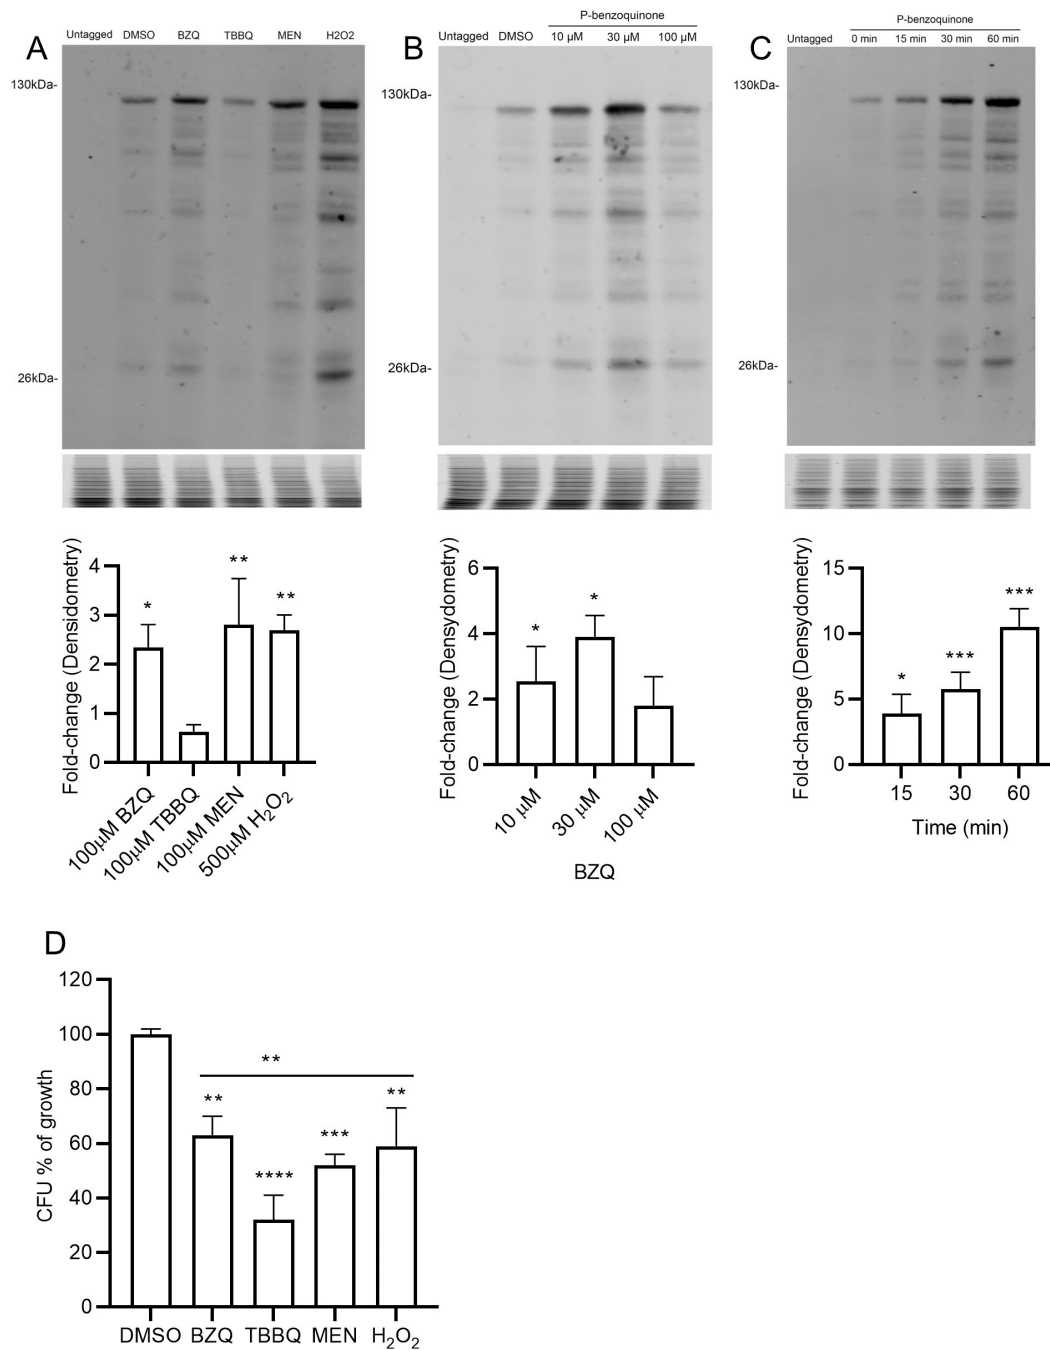 A
Untagged DMSO BZQ TBBQ MEN H2O2
130kDa-
26kDa-
Fold-change (Densidometry)
4
3
2
1
0
*
**
**
100µM BZQ
100µM TBBQ
100µM MEN
500µM H₂O₂
B
P-benzoquinone
Untagged DMSO 10 µM 30 µM 100 µM
130kDa-
26kDa-
Fold-change (Densydometry)
6
4
2
0
*
*
10 µM
30 µM
100 µM
BZQ
C
P-benzoquinone
Untagged 0 min 15 min 30 min 60 min
130kDa-
26kDa-
Fold-change (Densydometry)
15
10
5
0
*
***
***
15 30 60
Time (min)
D
CFU % of growth
120
100
80
60
40
20
0
**
**
****
***
**
DMSO BZQ TBBQ MEN H₂O₂